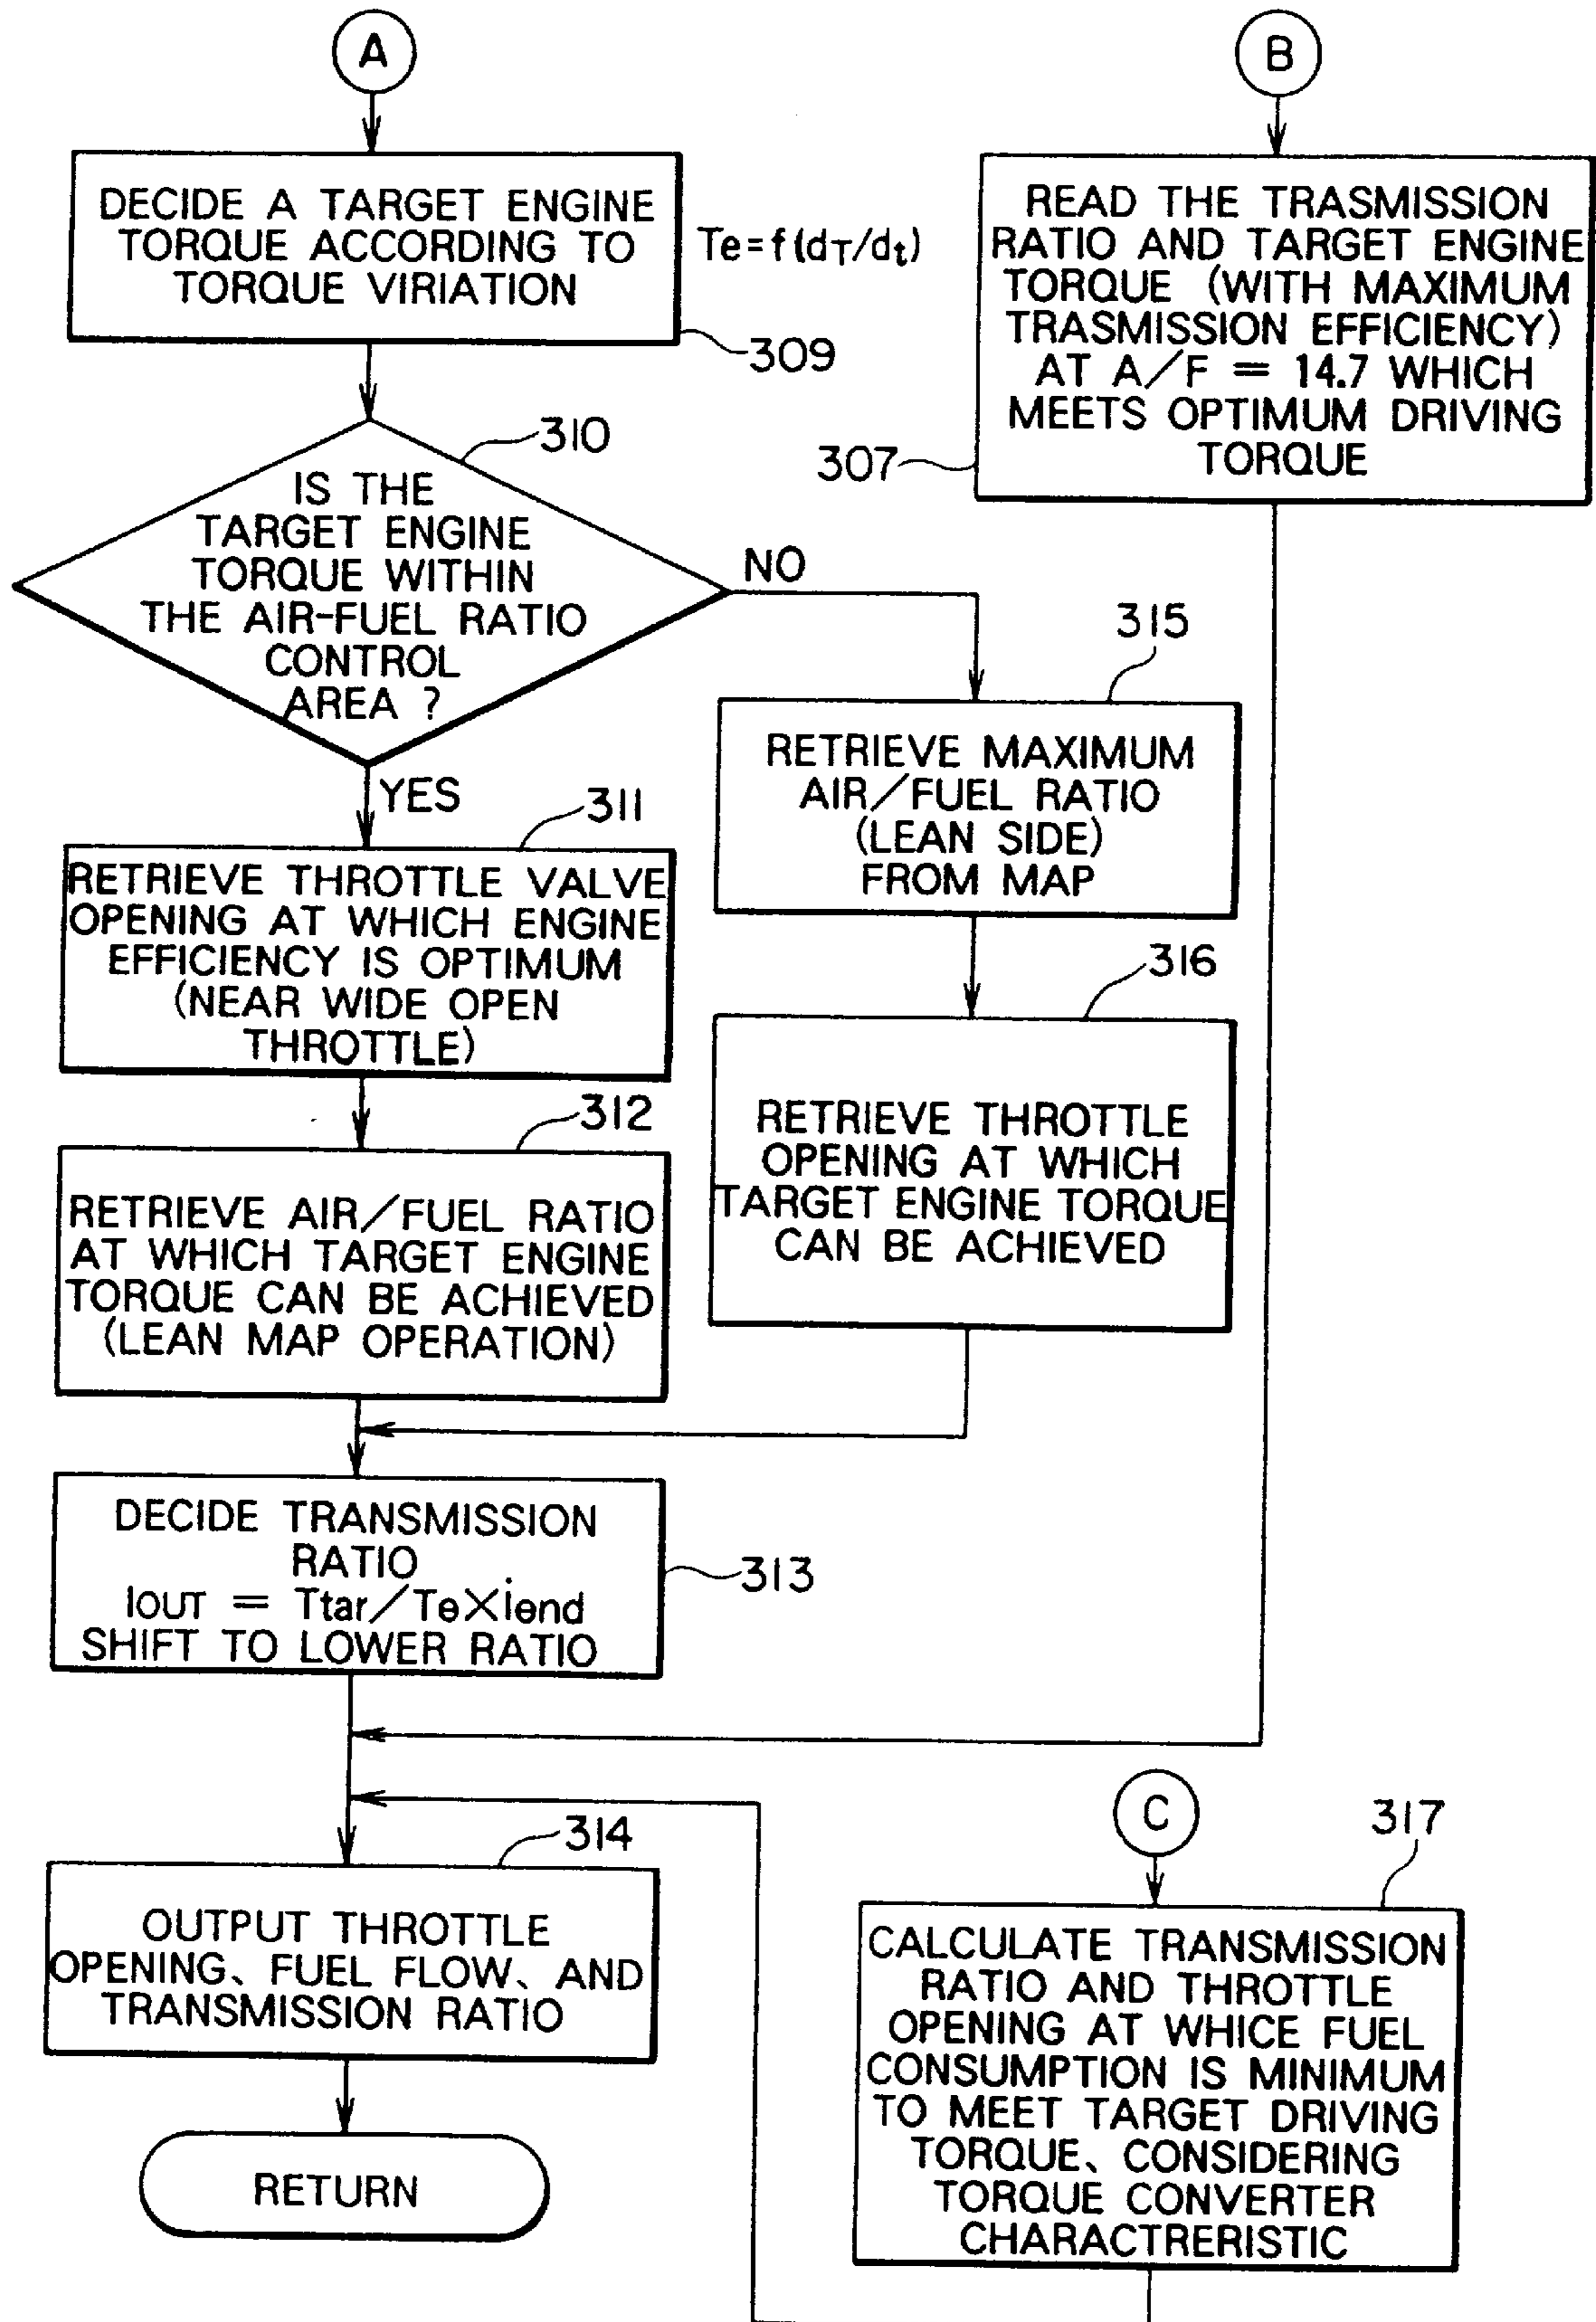 A
DECIDE A TARGET ENGINE
TORQUE ACCORDING TO
TORQUE VIRIATION
Te=f(dT/dt)
309
310
IS THE
TARGET ENGINE
TORQUE WITHIN
THE AIR-FUEL RATIO
CONTROL
AREA ?
NO
YES
311
RETRIEVE THROTTLE VALVE
OPENING AT WHICH ENGINE
EFFICIENCY IS OPTIMUM
(NEAR WIDE OPEN
THROTTLE)
312
RETRIEVE AIR/FUEL RATIO
AT WHICH TARGET ENGINE
TORQUE CAN BE ACHIEVED
(LEAN MAP OPERATION)
315
RETRIEVE MAXIMUM
AIR/FUEL RATIO
(LEAN SIDE)
FROM MAP
316
RETRIEVE THROTTLE
OPENING AT WHICH
TARGET ENGINE TORQUE
CAN BE ACHIEVED
DECIDE TRANSMISSION
RATIO
IOUT = Ttar/Te×iend
SHIFT TO LOWER RATIO
313
B
READ THE TRASMISSION
RATIO AND TARGET ENGINE
TORQUE (WITH MAXIMUM
TRASMISSION EFFICIENCY)
AT A/F = 14.7 WHICH
MEETS OPTIMUM DRIVING
TORQUE
307
314
OUTPUT THROTTLE
OPENING、FUEL FLOW、AND
TRANSMISSION RATIO
RETURN
C
317
CALCULATE TRANSMISSION
RATIO AND THROTTLE
OPENING AT WHICE FUEL
CONSUMPTION IS MINIMUM
TO MEET TARGET DRIVING
TORQUE、CONSIDERING
TORQUE CONVERTER
CHARACTRERISTIC